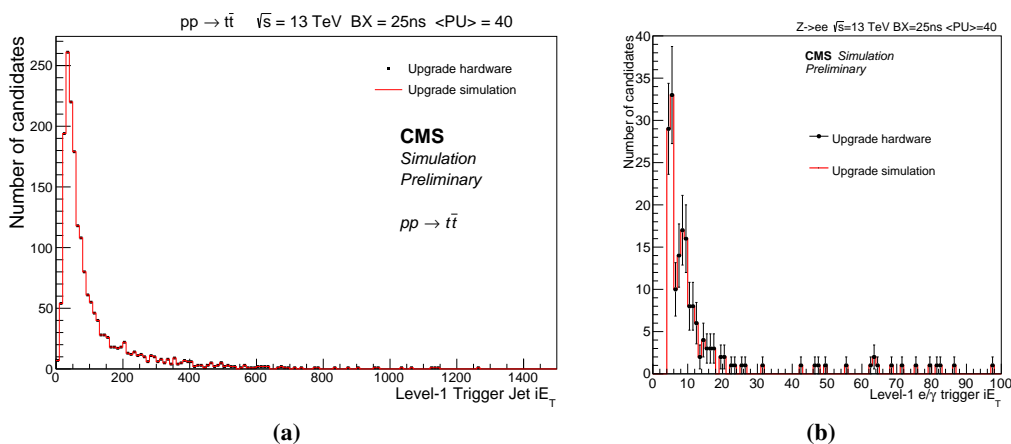 pp → tt̄ √s = 13 TeV BX = 25ns <PU> = 40
Number of candidates
250
200
150
100
50
0
Upgrade hardware
Upgrade simulation
CMS
Simulation
Preliminary
pp → tt̄
0 200 400 600 800 1000 1200 1400
Level-1 Trigger Jet iE_T
(a)
Z->ee √s=13 TeV BX=25ns <PU>=40
Number of candidates
40
35
30
25
20
15
10
5
0
CMS Simulation
Preliminary
Upgrade hardware
Upgrade simulation
0 10 20 30 40 50 60 70 80 90 100
Level-1 e/γ trigger iE_T
(b)